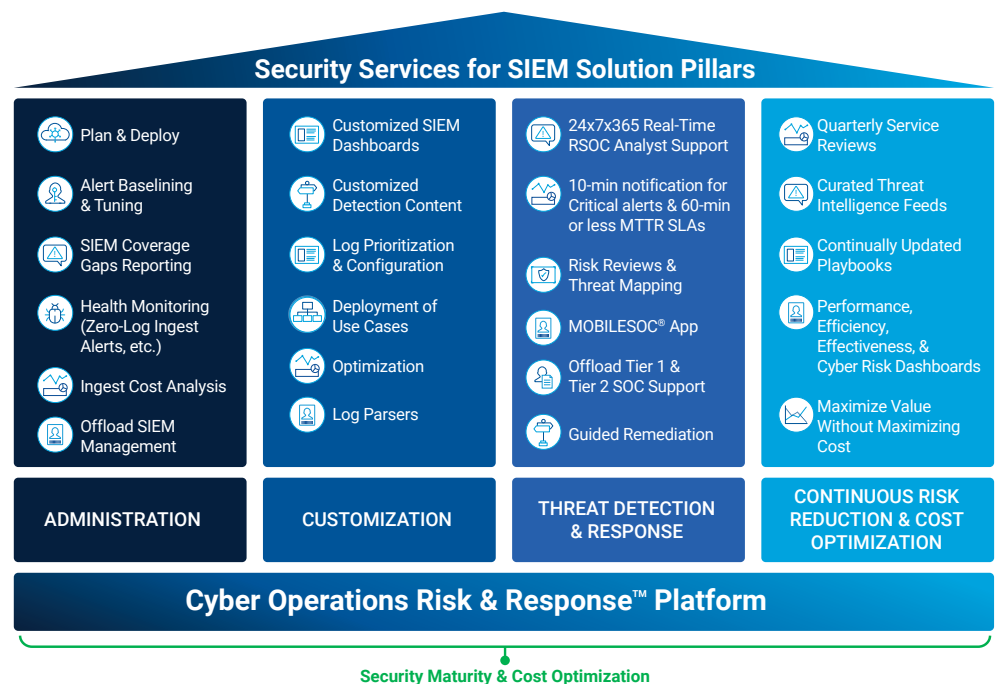 Security Services for SIEM Solution Pillars
Plan & Deploy
Alert Baselining
& Tuning
SIEM Coverage
Gaps Reporting
Health Monitoring
(Zero-Log Ingest
Alerts, etc.)
Ingest Cost Analysis
Offload SIEM
Management
ADMINISTRATION
Customized SIEM
Dashboards
Customized
Detection Content
Log Prioritization
& Configuration
Deployment of
Use Cases
Optimization
Log Parsers
CUSTOMIZATION
24x7x365 Real-Time
RSOC Analyst Support
10-min notification for
Critical alerts & 60-min
or less MTTR SLAs
Risk Reviews &
Threat Mapping
MOBILESOC® App
Offload Tier 1 &
Tier 2 SOC Support
Guided Remediation
THREAT DETECTION
& RESPONSE
Quarterly Service
Reviews
Curated Threat
Intelligence Feeds
Continually Updated
Playbooks
Performance,
Efficiency,
Effectiveness, &
Cyber Risk Dashboards
Maximize Value
Without Maximizing
Cost
CONTINUOUS RISK
REDUCTION & COST
OPTIMIZATION
Cyber Operations Risk & Response™ Platform
Security Maturity & Cost Optimization